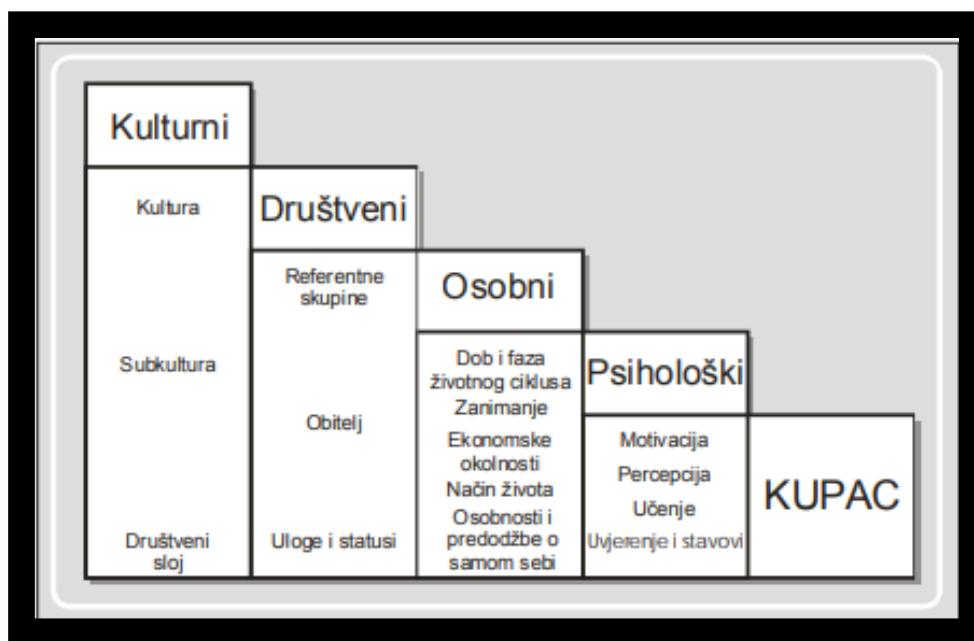 Kulturni
Kultura
Subkultura
Društveni
sloj
Društveni
Referentne
skupine
Obitelj
Uloge i statusi
Osobni
Dob i faza
životnog ciklusa
Zanimanje
Ekonomske
okolnosti
Način života
Osobnosti i
predodžbe o
samom sebi
Psihološki
Motivacija
Percepcija
Učenje
Uvjerenje i stavovi
KUPAC